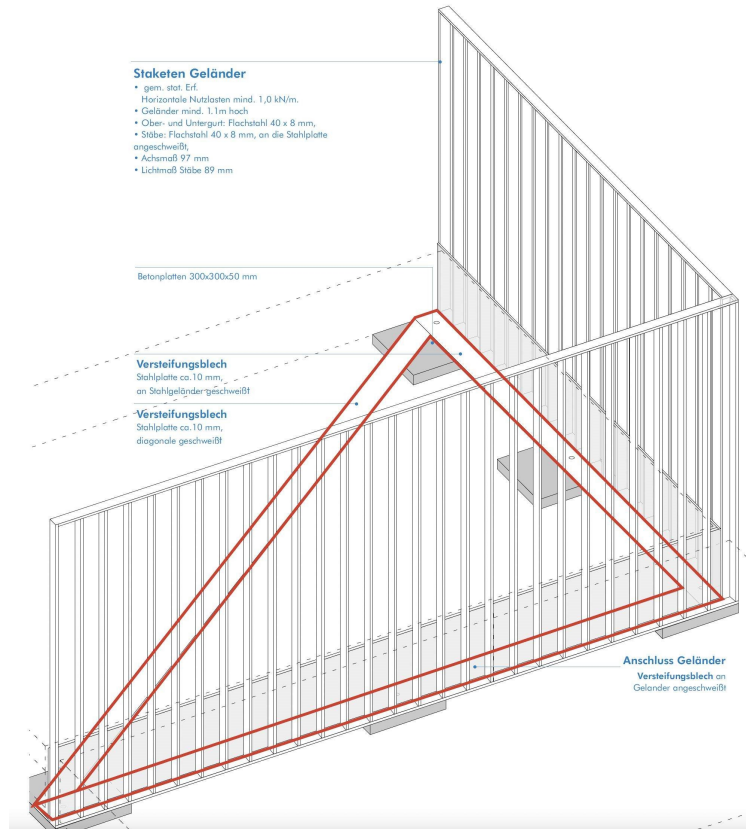 Staketen Geländer
• gem. stat. Erf.
Horizontale Nutzlasten mind. 1,0 kN/m.
• Geländer mind. 1.1m hoch
• Ober- und Untergurt: Flachstahl 40 x 8 mm,
• Stäbe: Flachstahl 40 x 8 mm, an die Stahlplatte
angeschweißt,
• Achsmaß 97 mm
• Lichtmaß Stäbe 89 mm
Betonplatten 300x300x50 mm
Versteifungsblech
Stahlplatte ca.10 mm,
an Stahlgeländer geschweißt
Versteifungsblech
Stahlplatte ca.10 mm,
diagonale geschweißt
Anschluss Geländer
Versteifungsblech an
Gelander angeschweißt